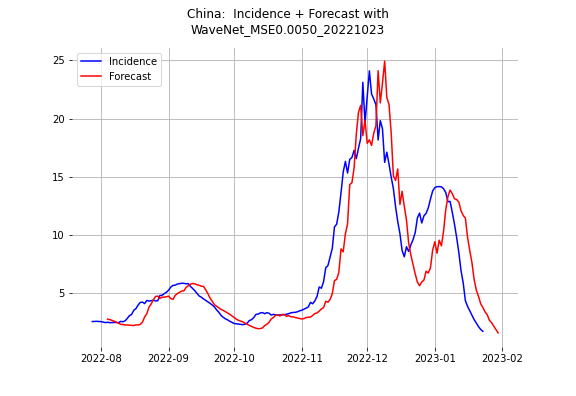 China:  Incidence + Forecast with
WaveNet_MSE0.0050_20221023
Incidence
Forecast
25
20
15
10
5
2022-08 2022-09 2022-10 2022-11 2022-12 2023-01 2023-02